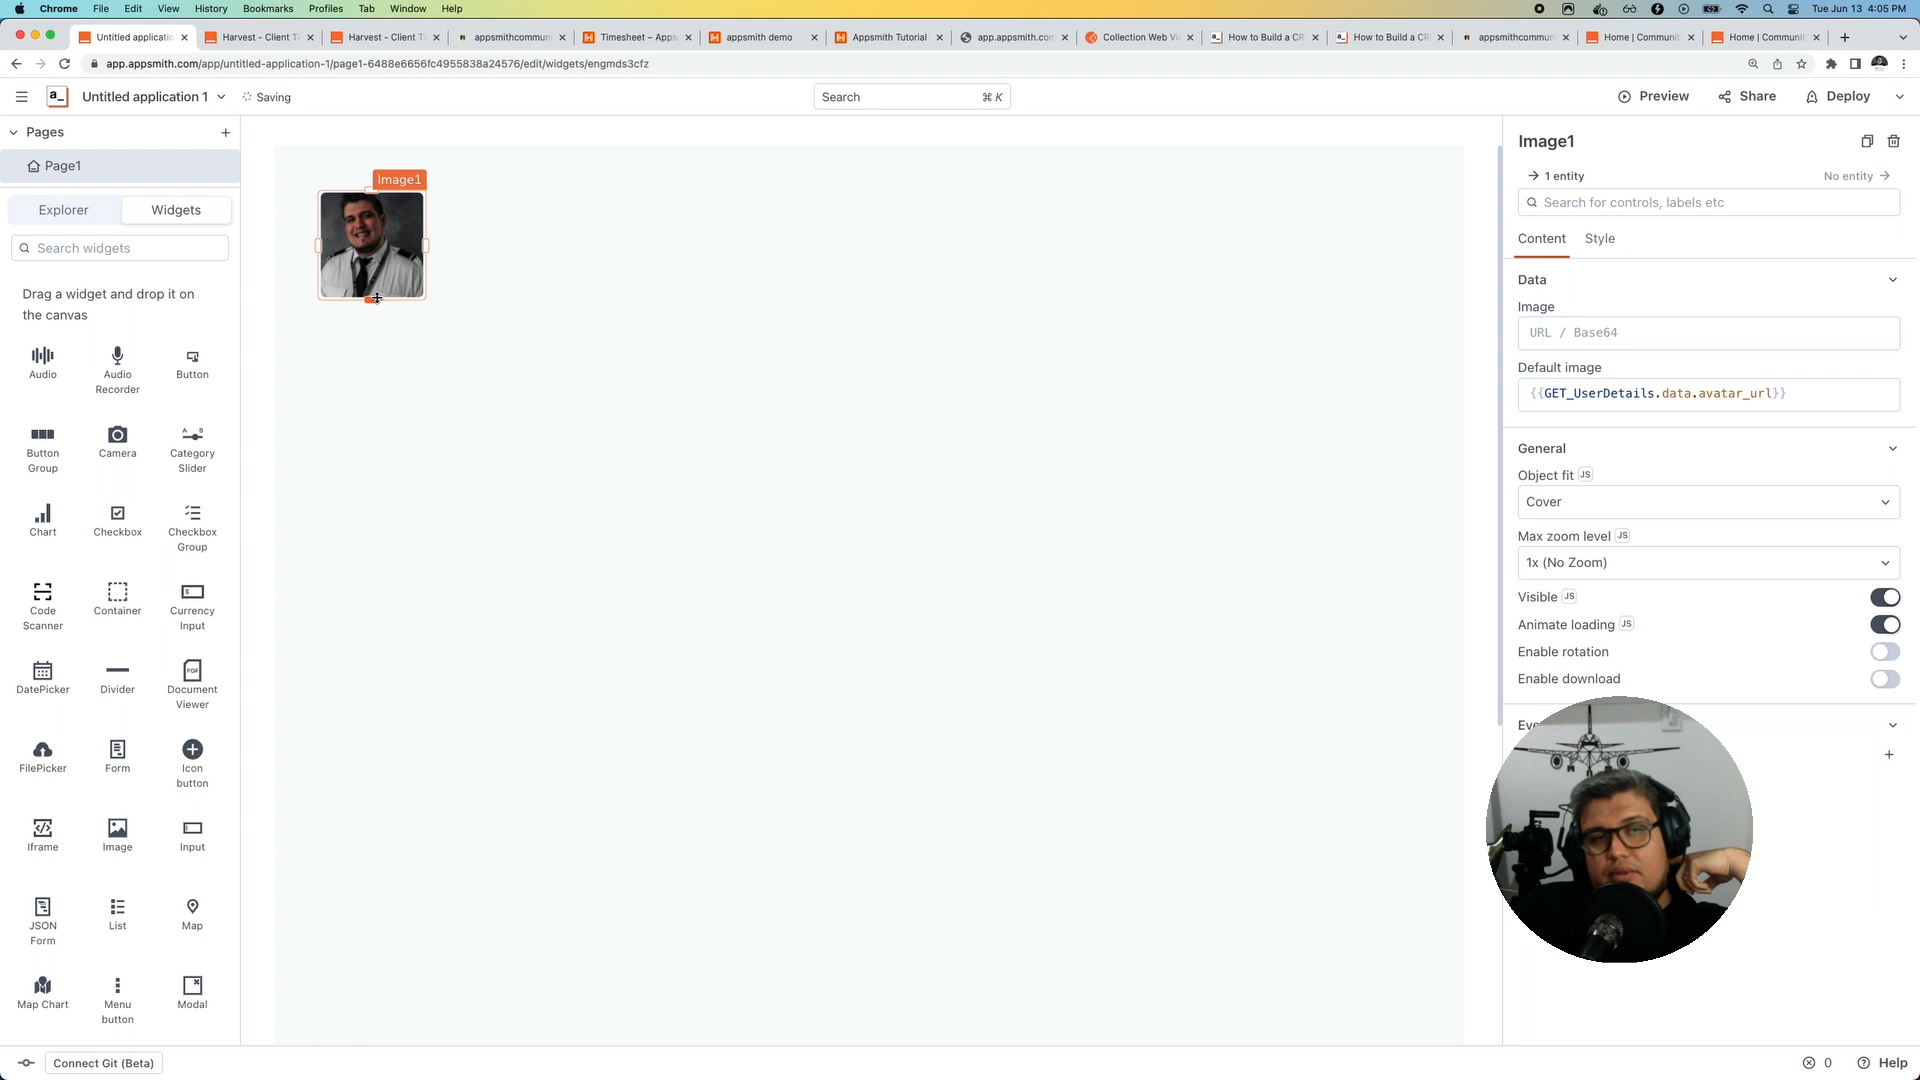 Chrome File Edit View History Bookmarks Profiles Tab Window Help
Tue Jun 13 4:05 PM
Untitled applicatio
Harvest - Client T
Harvest - Client T
appsmithcommun
Timesheet – Apps
appsmith demo
Appsmith Tutorial
app.appsmith.com
Collection Web Vi
How to Build a CR
How to Build a CR
appsmithcommun
Home | Communit
Home | Communit
app.appsmith.com/app/untitled-application-1/page1-6488e6656fc4955838a24576/edit/widgets/engmds3cfz
a_
Untitled application 1
Saving
Search ⌘ K
Preview
Share
Deploy
Pages
Page1
Explorer
Widgets
Search widgets
Drag a widget and drop it on
the canvas
Audio
Audio
Recorder
Button
Button
Group
Camera
Category
Slider
Chart
Checkbox
Checkbox
Group
Code
Scanner
Container
Currency
Input
DatePicker
Divider
Document
Viewer
FilePicker
Form
Icon
button
Iframe
Image
Input
JSON
Form
List
Map
Map Chart
Menu
button
Modal
Connect Git (Beta)
Image1
Image1
1 entity
No entity
Search for controls, labels etc
Content
Style
Data
Image
URL / Base64
Default image
{{GET_UserDetails.data.avatar_url}}
General
Object fit JS
Cover
Max zoom level JS
1x (No Zoom)
Visible JS
Animate loading JS
Enable rotation
Enable download
Eve
0
Help